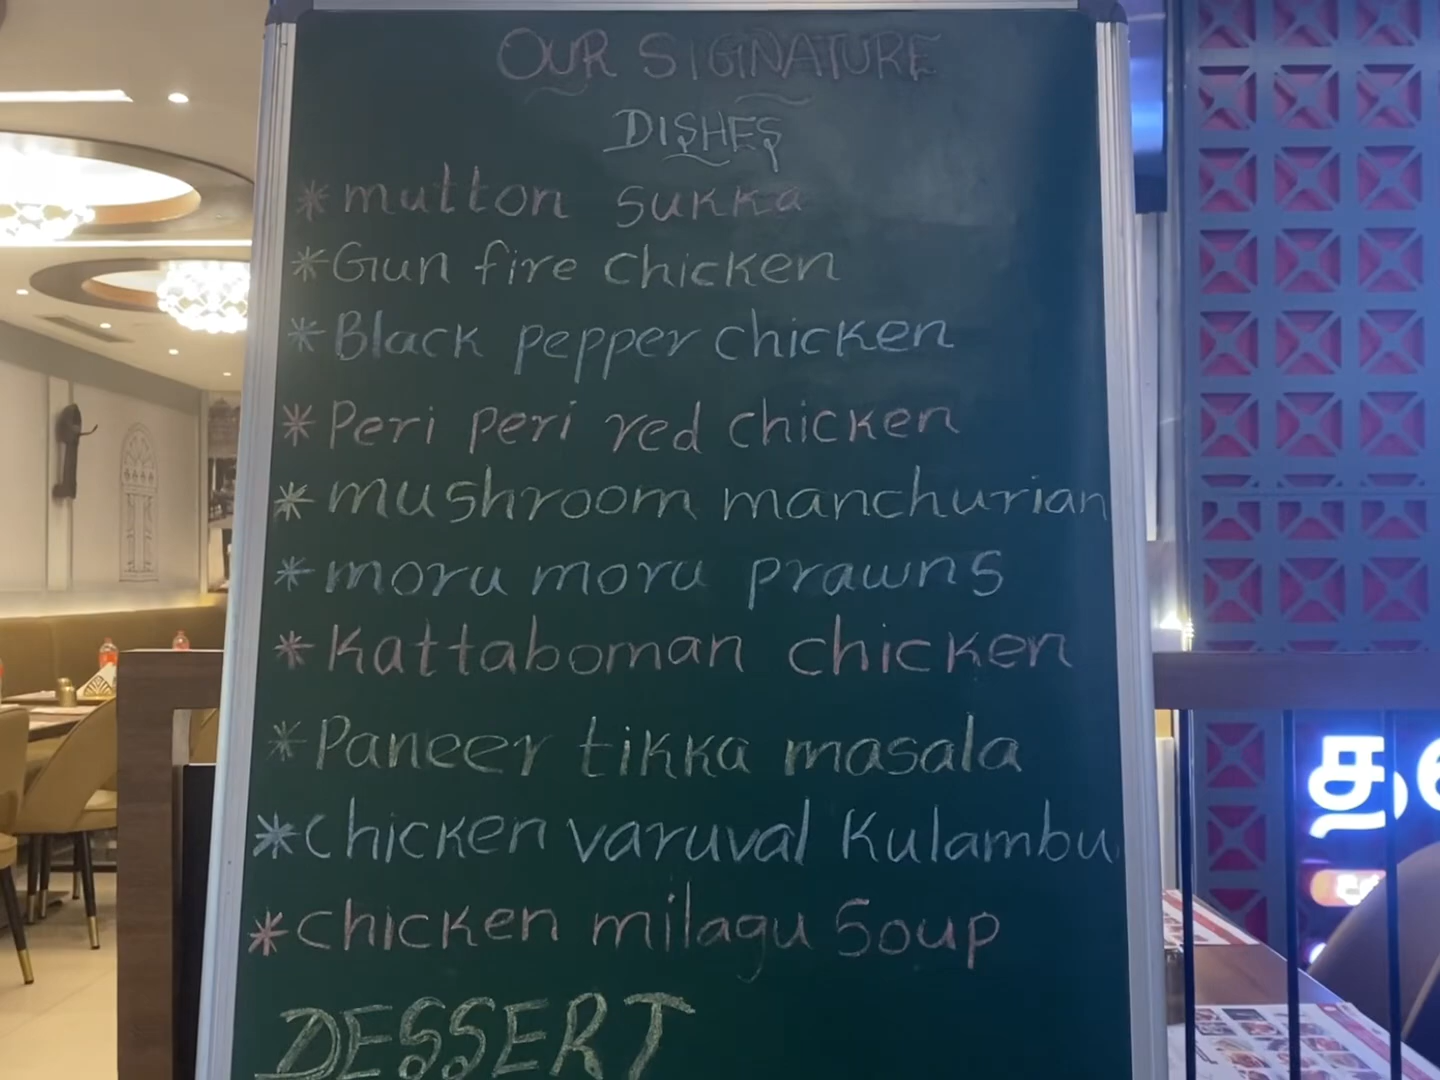 OUR SIGNATURE
DISHES
* mutton sukka
* Gun fire chicken
* Black pepper chicken
* Peri peri red chicken
* mushroom manchurian
* moru moru prawns
* Kattaboman chicken
* Paneer tikka masala
* chicken varuval Kulambu
* chicken milagu Soup
DESSERT
த